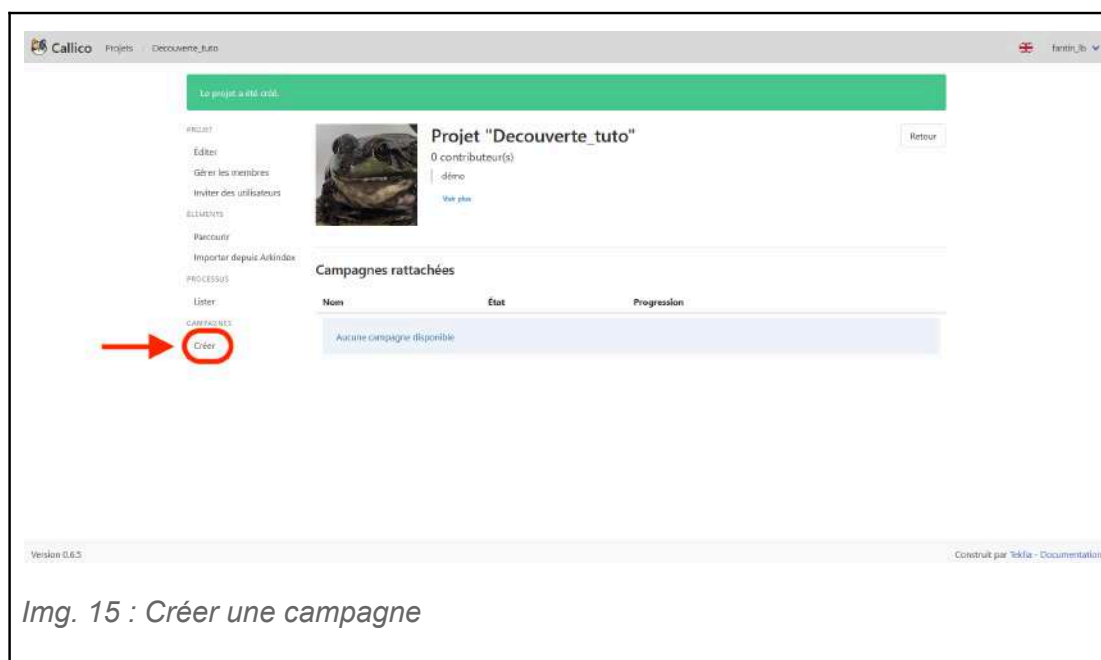 Callico Projets / Decouverte_tuto fantin_lb
Le projet a été créé.
PROJET
Éditer
Gérer les membres
Inviter des utilisateurs
ÉLÉMENTS
Parcourir
Importer depuis Arkindex
PROCESSUS
Lister
CAMPAGNES
Créer
Projet "Decouverte_tuto"
0 contributeur(s)
démo
Voir plus
Retour
Campagnes rattachées
Nom État Progression
Aucune campagne disponible
Version 0.6.5
Construit par Teklia - Documentation
Img. 15 : Créer une campagne